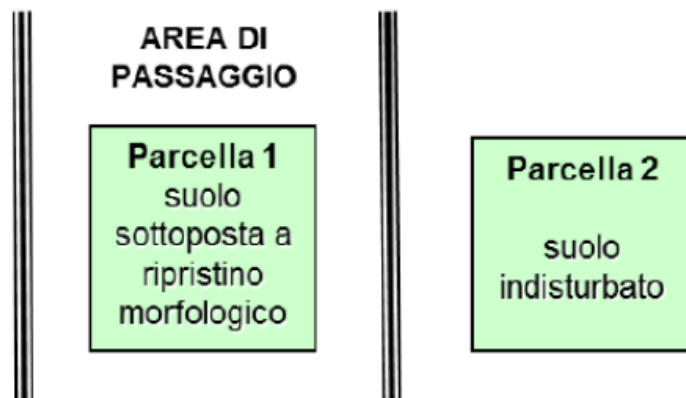 AREA DI
PASSAGGIO
Parcella 1
suolo
sottoposta a
ripristino
morfologico
Parcella 2
suolo
indisturbato